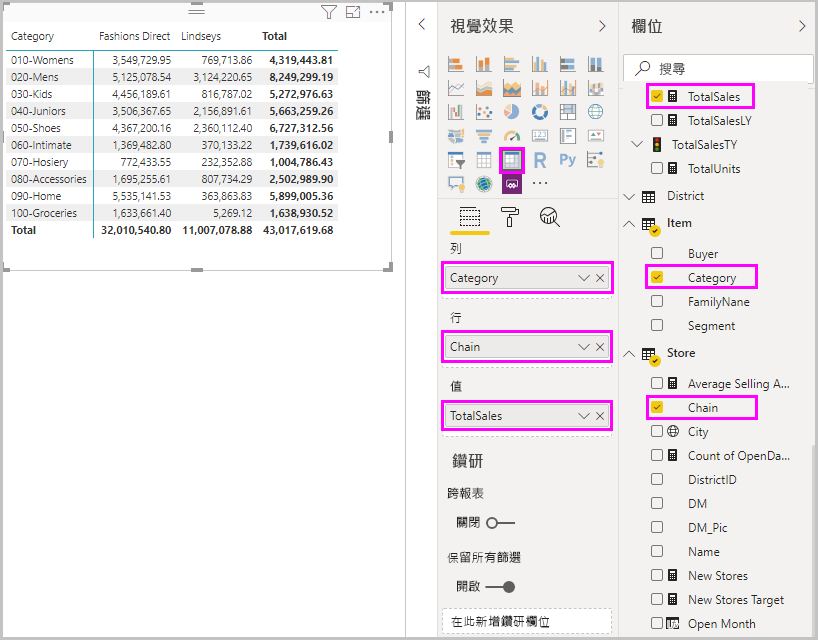 Category Fashions Direct Lindseys Total
010-Womens 3,549,729.95 769,713.86 4,319,443.81
020-Mens 5,125,078.54 3,124,220.65 8,249,299.19
030-Kids 4,456,189.61 816,787.02 5,272,976.63
040-Juniors 3,506,367.65 2,156,891.61 5,663,259.26
050-Shoes 4,367,200.16 2,360,112.40 6,727,312.56
060-Intimate 1,369,482.80 370,133.22 1,739,616.02
070-Hosiery 772,433.55 232,352.88 1,004,786.43
080-Accessories 1,695,255.61 807,734.29 2,502,989.90
090-Home 5,535,141.53 363,863.83 5,899,005.36
100-Groceries 1,633,661.40 5,269.12 1,638,930.52
Total 32,010,540.80 11,007,078.88 43,017,619.68
篩選
視覺效果
123
R
Py
列
Category
行
Chain
值
TotalSales
鑽研
跨報表
關閉
保留所有篩選
開啟
在此新增鑽研欄位
欄位
搜尋
TotalSales
TotalSalesLY
TotalSalesTY
TotalUnits
District
Item
Buyer
Category
FamilyNane
Segment
Store
Average Selling A...
Chain
City
Count of OpenDa...
DistrictID
DM
DM_Pic
Name
New Stores
New Stores Target
Open Month